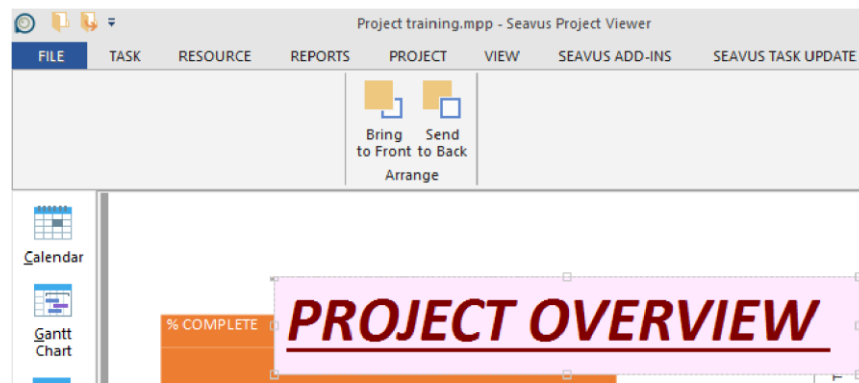 Project training.mpp - Seavus Project Viewer
FILE TASK RESOURCE REPORTS PROJECT VIEW SEAVUS ADD-INS SEAVUS TASK UPDATE
Bring Send
to Front to Back
Arrange
Calendar
Gantt
Chart
% COMPLETE
PROJECT OVERVIEW